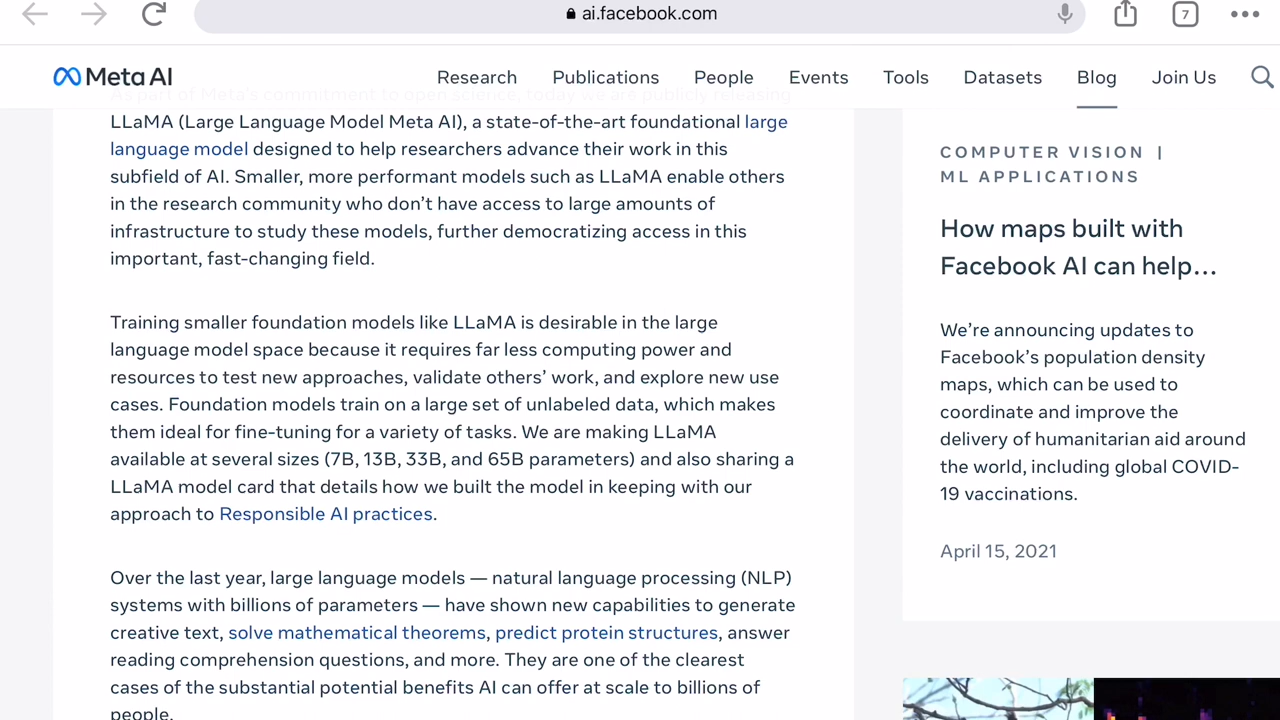 ai.facebook.com
7
Meta AI
Research Publications People Events Tools Datasets Blog Join Us
As part of Meta's commitment to open science, today we are publicly releasing
LLaMA (Large Language Model Meta AI), a state-of-the-art foundational large
language model designed to help researchers advance their work in this
subfield of AI. Smaller, more performant models such as LLaMA enable others
in the research community who don’t have access to large amounts of
infrastructure to study these models, further democratizing access in this
important, fast-changing field.
Training smaller foundation models like LLaMA is desirable in the large
language model space because it requires far less computing power and
resources to test new approaches, validate others’ work, and explore new use
cases. Foundation models train on a large set of unlabeled data, which makes
them ideal for fine-tuning for a variety of tasks. We are making LLaMA
available at several sizes (7B, 13B, 33B, and 65B parameters) and also sharing a
LLaMA model card that details how we built the model in keeping with our
approach to Responsible AI practices.
Over the last year, large language models — natural language processing (NLP)
systems with billions of parameters — have shown new capabilities to generate
creative text, solve mathematical theorems, predict protein structures, answer
reading comprehension questions, and more. They are one of the clearest
cases of the substantial potential benefits AI can offer at scale to billions of
people.
COMPUTER VISION |
ML APPLICATIONS
How maps built with
Facebook AI can help...
We’re announcing updates to
Facebook’s population density
maps, which can be used to
coordinate and improve the
delivery of humanitarian aid around
the world, including global COVID-
19 vaccinations.
April 15, 2021